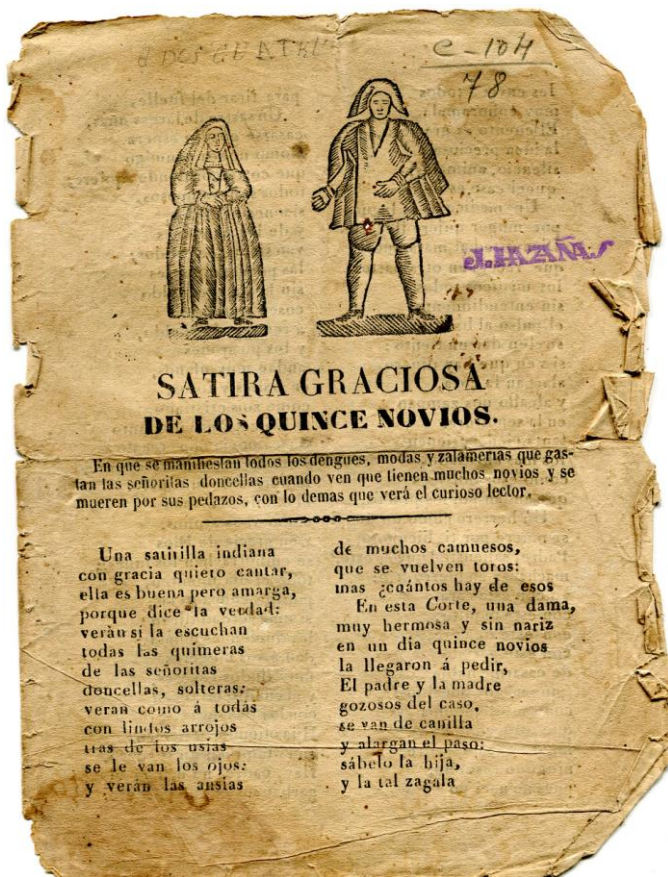 C-104
78
J. HAZAÑAS
SATIRA GRACIOSA
DE LOS QUINCE NOVIOS.
En que se manifiestan todos los dengues, modas y zalamerias que gas-
tan las señoritas doncellas cuando ven que tienen muchos novios y se
mueren por sus pedazos, con lo demas que verá el curioso lector.
Una satirilla indiana
con gracia quiero cantar,
ella es buena pero amarga,
porque dice la verdad:
verán si la escuchan
todas las quimeras
de las señoritas
doncellas, solteras:
veran como á todas
con lindos arrojos
tras de los usías
se le van los ojos:
y verán las ansias
de muchos camuesos,
que se vuelven toros:
mas ¿cuántos hay de esos
En esta Corte, una dama,
muy hermosa y sin nariz
en un dia quince novios
la llegaron á pedir,
El padre y la madre
gozosos del caso,
se van de canilla
y alargan el paso:
sábelo la hija,
y la tal zagala